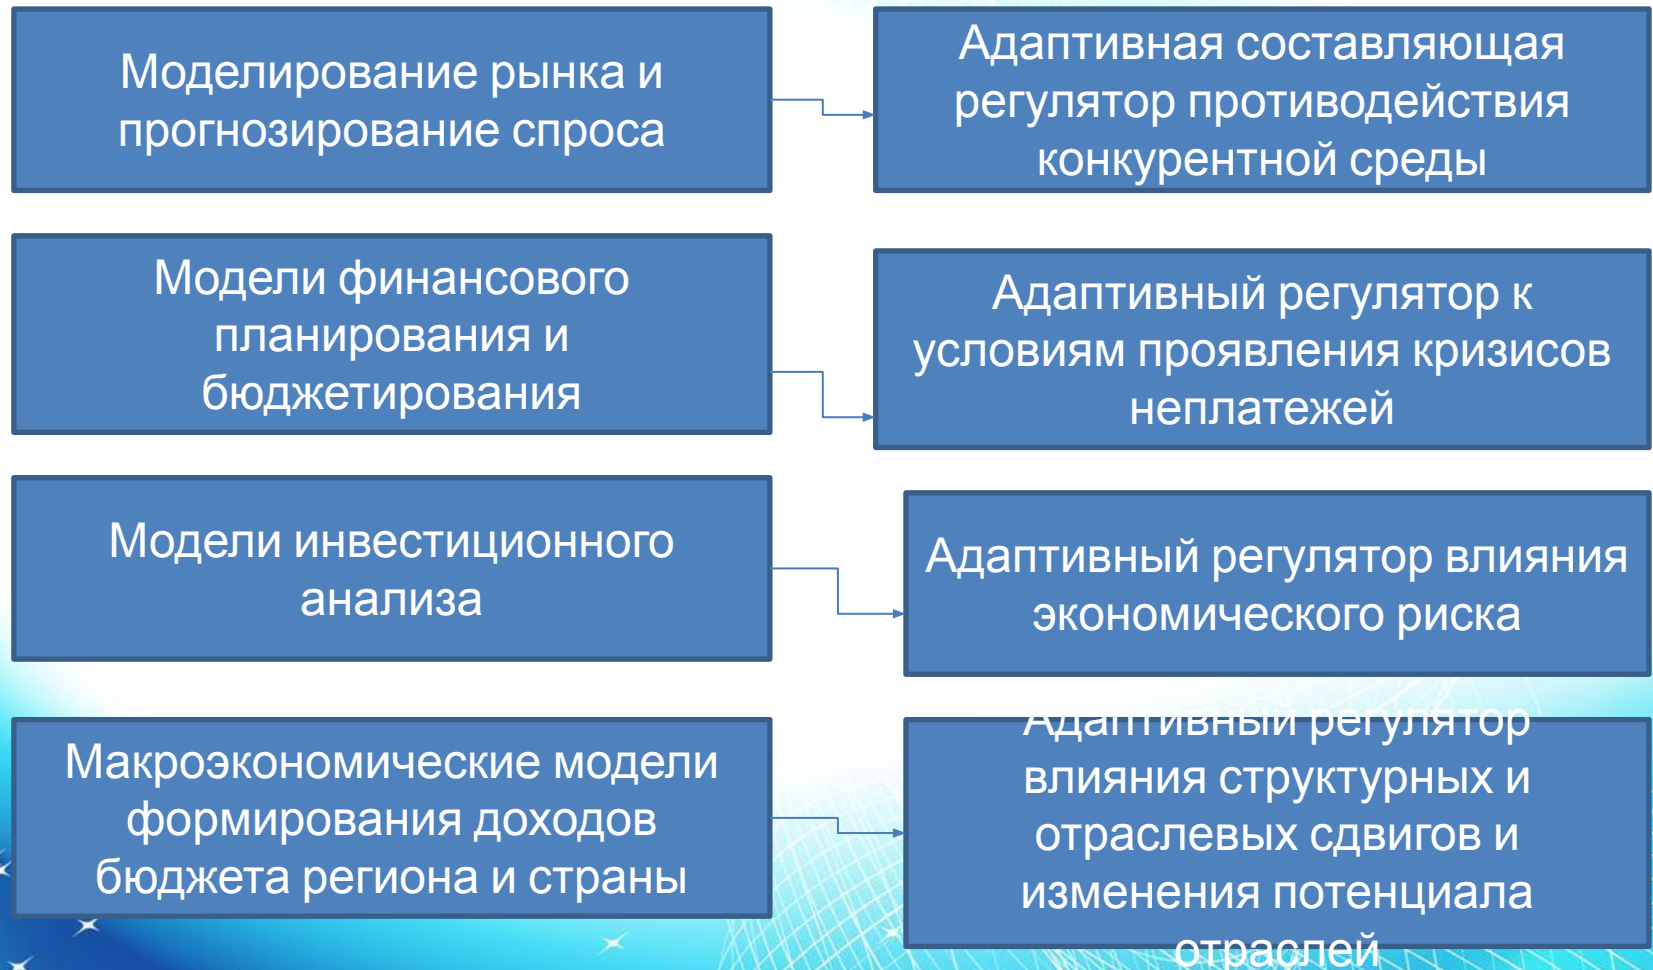 Моделирование рынка и
прогнозирование спроса
Адаптивная составляющая
регулятор противодействия
конкурентной среды
Модели финансового
планирования и
бюджетирования
Адаптивный регулятор к
условиям проявления кризисов
неплатежей
Модели инвестиционного
анализа
Адаптивный регулятор влияния
экономического риска
Макроэкономические модели
формирования доходов
бюджета региона и страны
Адаптивный регулятор
влияния структурных и
отраслевых сдвигов и
изменения потенциала
отраслей